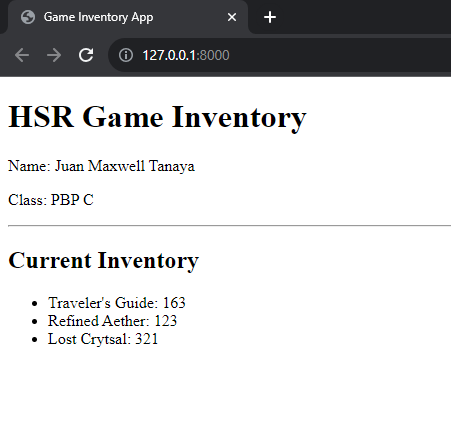 Game Inventory App
127.0.0.1:8000
HSR Game Inventory
Name: Juan Maxwell Tanaya
Class: PBP C
Current Inventory
Traveler's Guide: 163
Refined Aether: 123
Lost Crytsal: 321